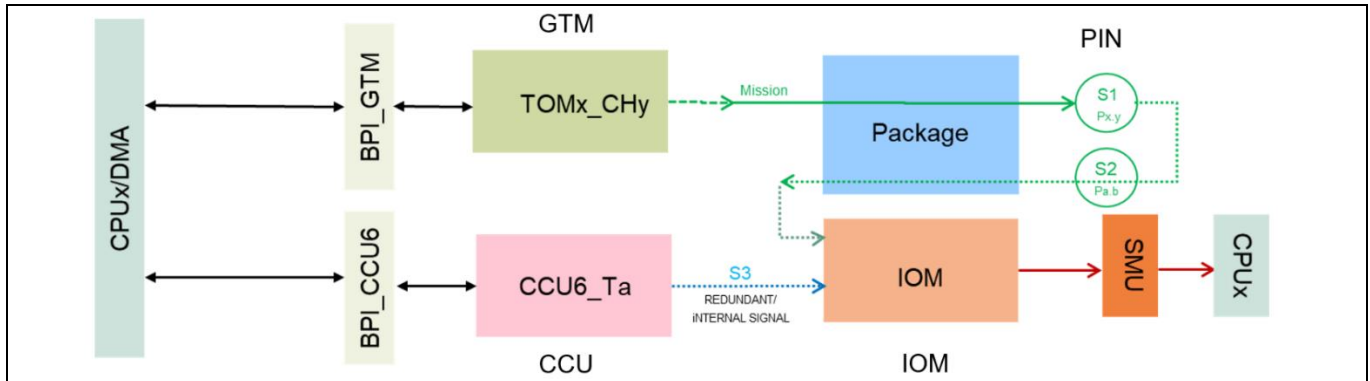 GTM
PIN
CPUx/DMA
BPI_GTM
TOMx_CHy
Mission
Package
S1
Px.y
S2
Pa.b
BPI_CCU6
CCU6_Ta
S3
REDUNDANT/
iNTERNAL SIGNAL
IOM
SMU
CPUx
CCU
IOM